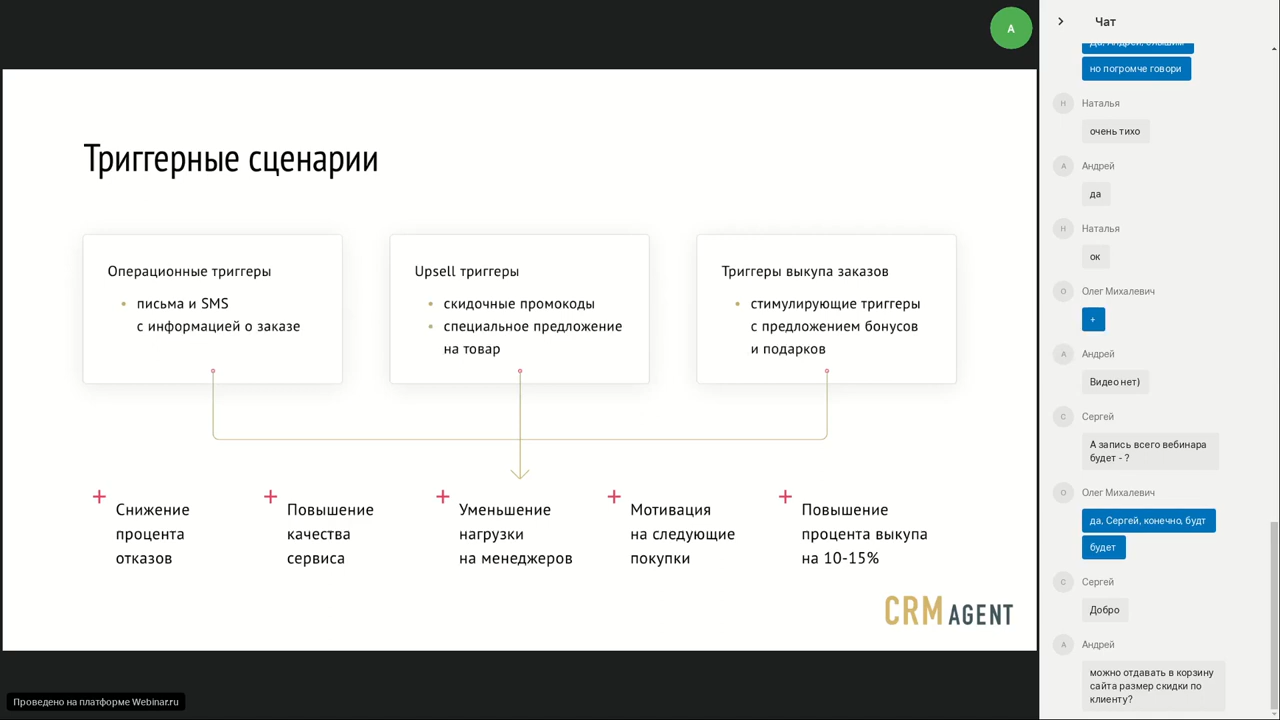 A
Триггерные сценарии
Операционные триггеры
• письма и SMS
с информацией о заказе
Upsell триггеры
• скидочные промокоды
• специальное предложение
на товар
Триггеры выкупа заказов
• стимулирующие триггеры
с предложением бонусов
и подарков
+ Снижение
процента
отказов
+ Повышение
качества
сервиса
+ Уменьшение
нагрузки
на менеджеров
+ Мотивация
на следующие
покупки
+ Повышение
процента выкупа
на 10-15%
CRM AGENT
Проведено на платформе Webinar.ru
Чат
но погромче говори
Н Наталья
очень тихо
А Андрей
да
Н Наталья
ок
О Олег Михалевич
+
А Андрей
Видео нет)
С Сергей
А запись всего вебинара
будет - ?
О Олег Михалевич
да, Сергей, конечно, будт
будет
С Сергей
Добро
А Андрей
можно отдавать в корзину
сайта размер скидки по
клиенту?